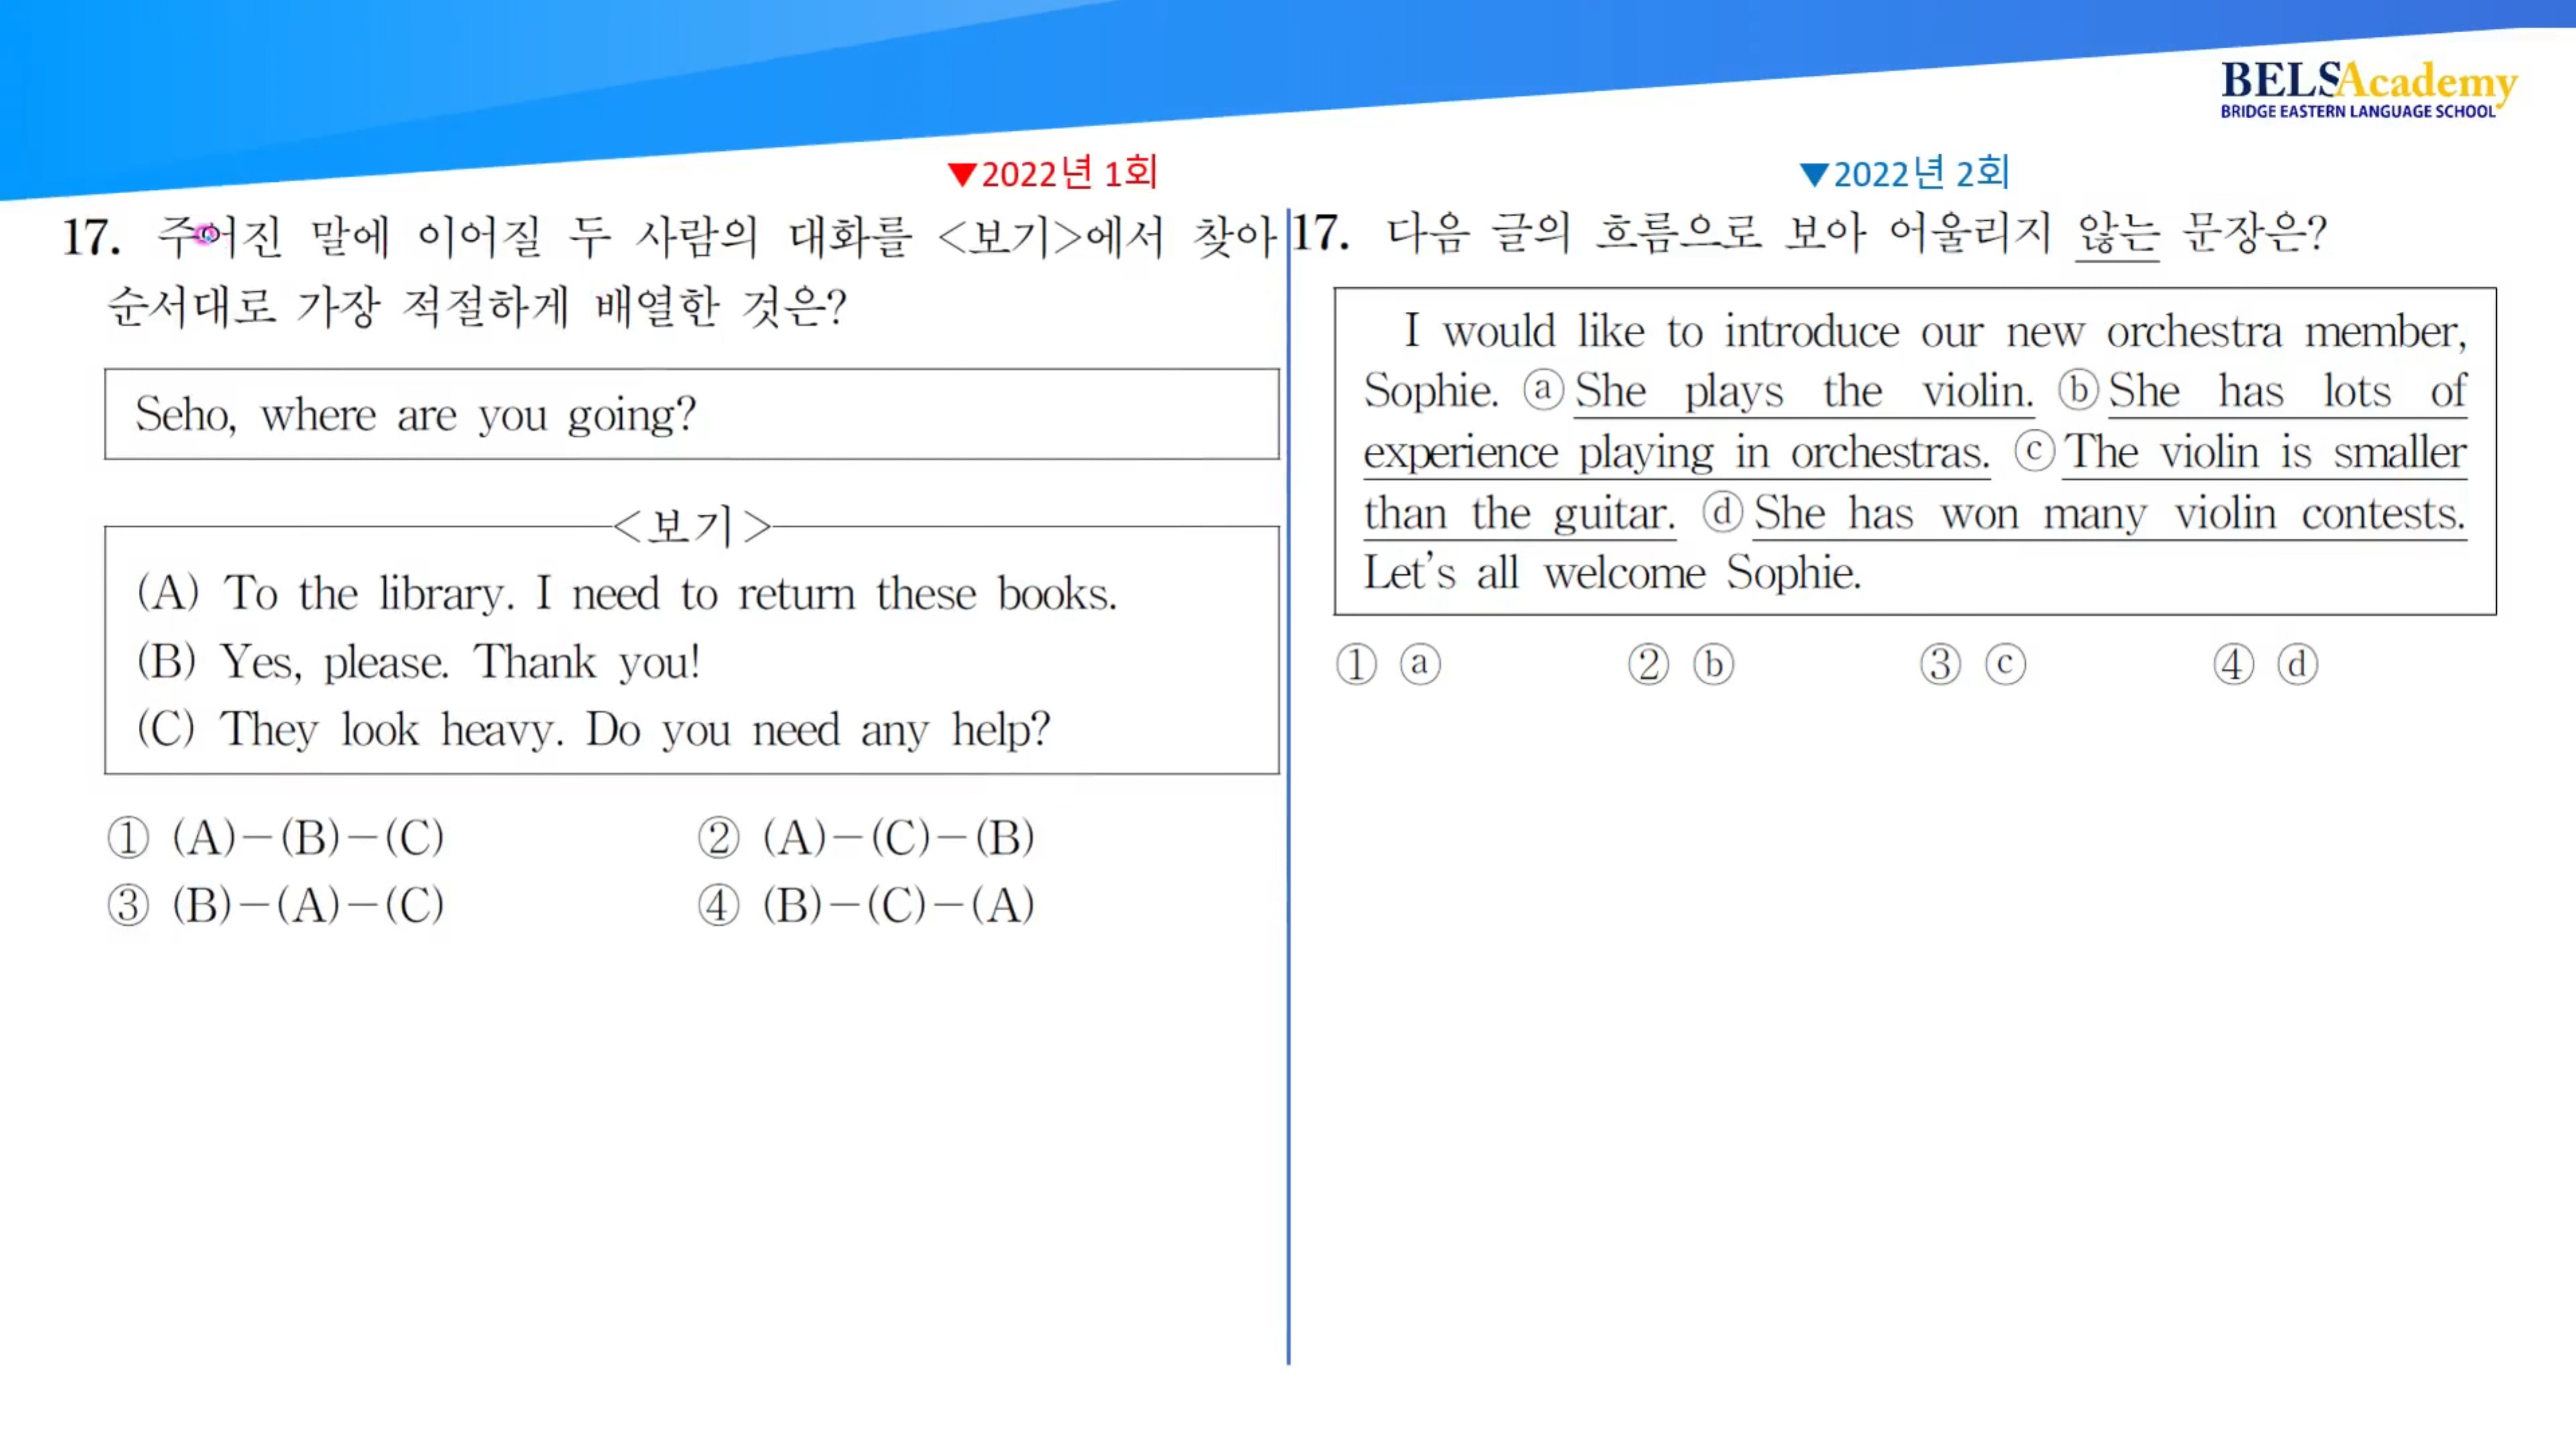 BELSAcademy
BRIDGE EASTERN LANGUAGE SCHOOL
▼2022년 1회
17. 주어진 말에 이어질 두 사람의 대화를 <보기>에서 찾아
순서대로 가장 적절하게 배열한 것은?
Seho, where are you going?
<보기>
(A) To the library. I need to return these books.
(B) Yes, please. Thank you!
(C) They look heavy. Do you need any help?
① (A)－(B)－(C) ② (A)－(C)－(B)
③ (B)－(A)－(C) ④ (B)－(C)－(A)
▼2022년 2회
17. 다음 글의 흐름으로 보아 어울리지 않는 문장은?
I would like to introduce our new orchestra member,
Sophie. ⓐ She plays the violin. ⓑ She has lots of
experience playing in orchestras. ⓒ The violin is smaller
than the guitar. ⓓ She has won many violin contests.
Let's all welcome Sophie.
① ⓐ ② ⓑ ③ ⓒ ④ ⓓ